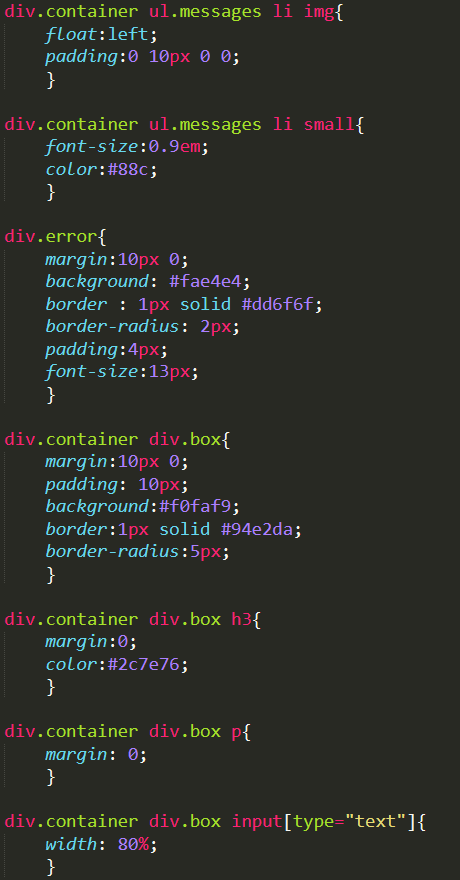 div.container ul.messages li img{
    float:left;
    padding:0 10px 0 0;
    }

div.container ul.messages li small{
    font-size:0.9em;
    color:#88c;
    }

div.error{
    margin:10px 0;
    background: #fae4e4;
    border : 1px solid #dd6f6f;
    border-radius: 2px;
    padding:4px;
    font-size:13px;
    }

div.container div.box{
    margin:10px 0;
    padding: 10px;
    background:#f0faf9;
    border:1px solid #94e2da;
    border-radius:5px;
    }

div.container div.box h3{
    margin:0;
    color:#2c7e76;
    }

div.container div.box p{
    margin: 0;
    }

div.container div.box input[type="text"]{
    width: 80%;
    }